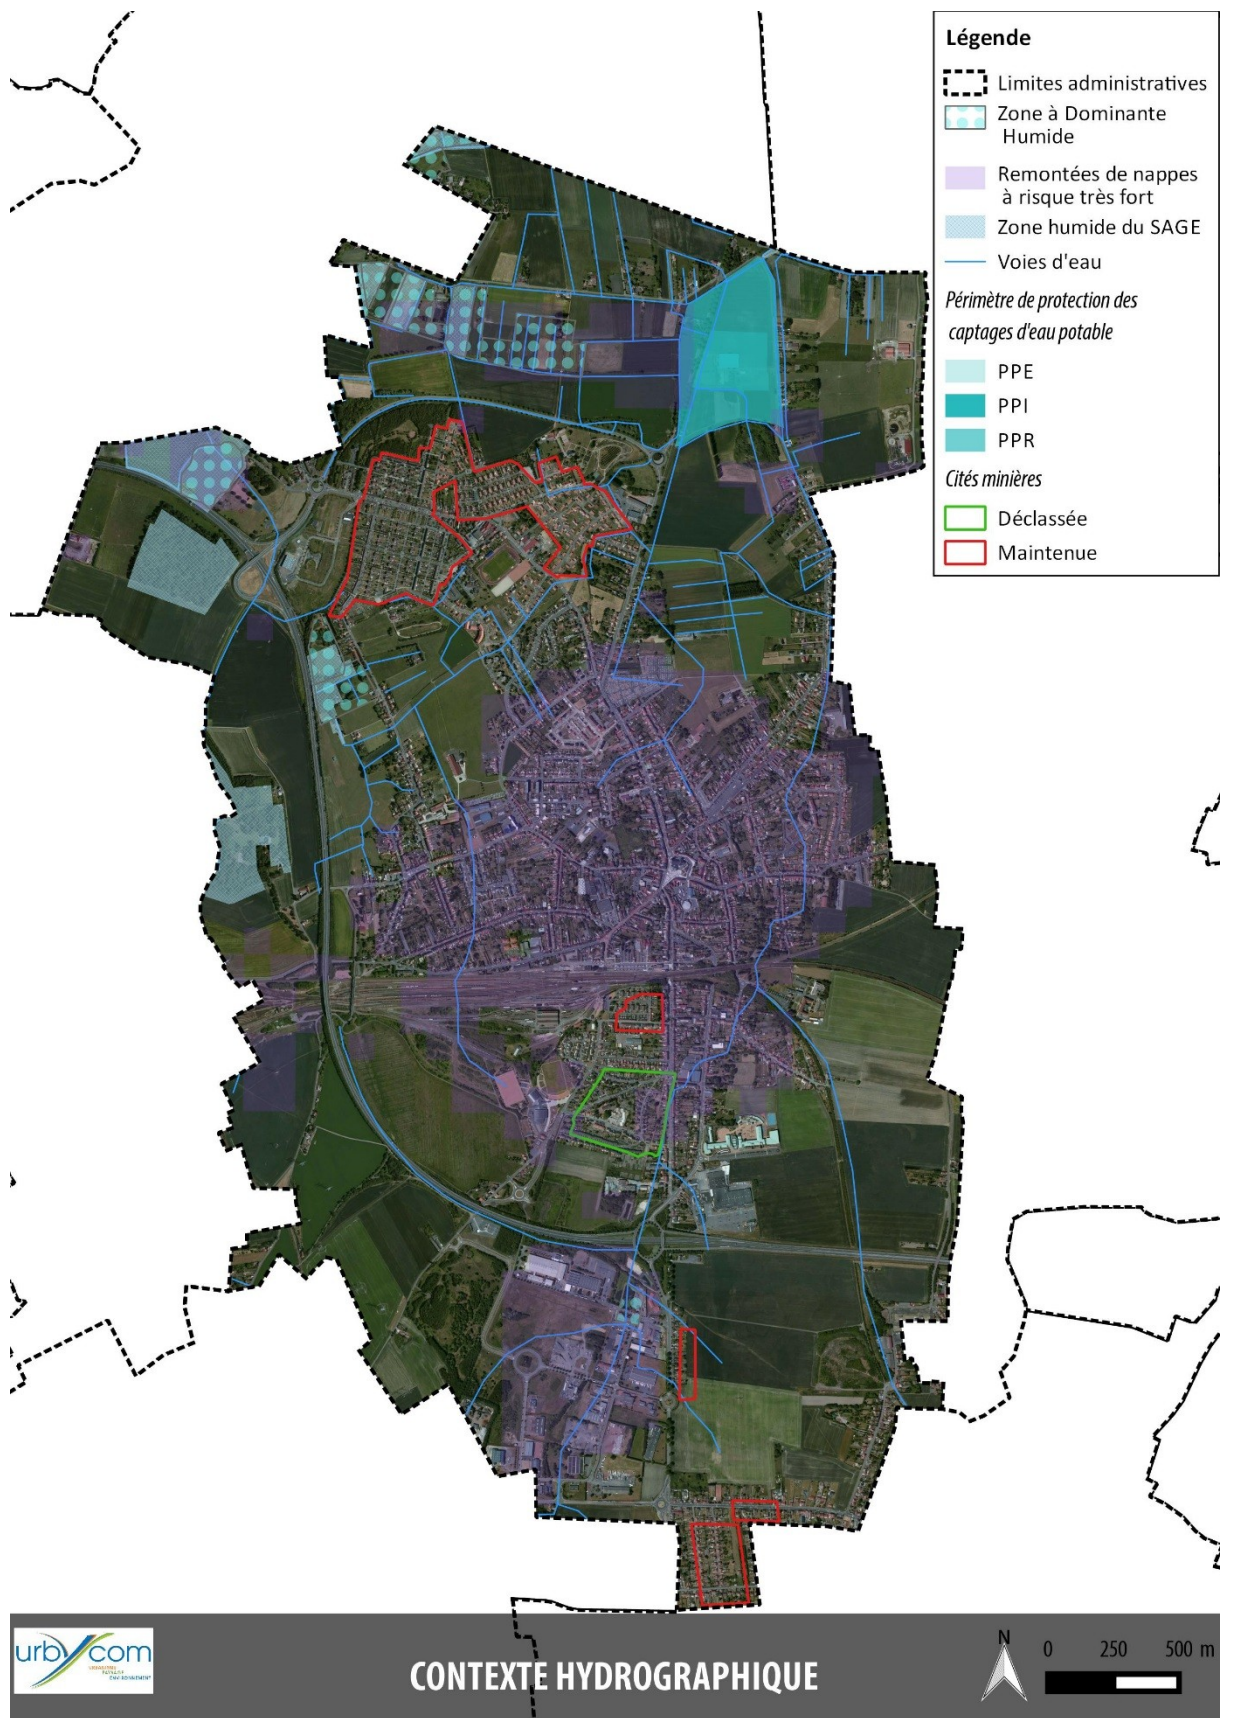 Légende
Limites administratives
Zone à Dominante
Humide
Remontées de nappes
à risque très fort
Zone humide du SAGE
Voies d'eau
Périmètre de protection des
captages d'eau potable
PPE
PPI
PPR
Cités minières
Déclassée
Maintenue
urbycom
CONTEXTE HYDROGRAPHIQUE
N
0 250 500 m